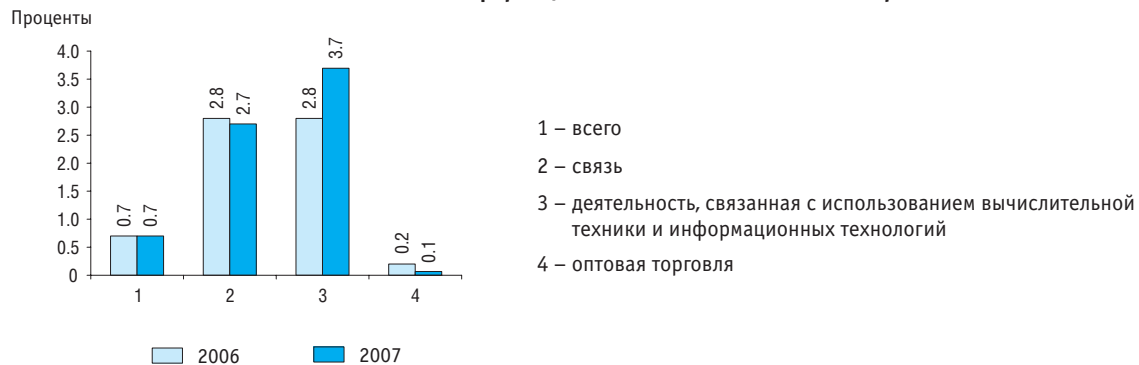 Проценты
4.0
3.5
3.0
2.5
2.0
1.5
1.0
0.5
0
0.7 0.7 2.8 2.7 2.8 3.7 0.2 0.1
1 2 3 4
2006 2007
1 – всего
2 – связь
3 – деятельность, связанная с использованием вычислительной
техники и информационных технологий
4 – оптовая торговля